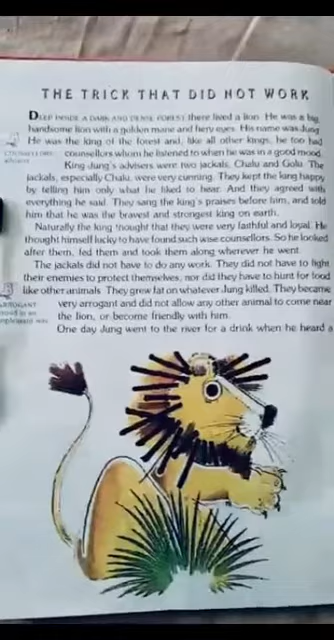 THE TRICK THAT DID NOT WORK
DEEP INSIDE A DARK AND DENSE FOREST there lived a lion. He was a big,
handsome lion with a golden mane and fiery eyes. His name was Jung.
He was the king of the forest and, like all other kings, he too had
counsellors whom he listened to when he was in a good mood.
King Jung's advisers were two jackals, Chalu and Golu. The
jackals, especially Chalu, were very cunning. They kept the king happy
by telling him only what he liked to hear. And they agreed with
everything he said. They sang the king's praises before him, and told
him that he was the bravest and strongest king on earth.
Naturally the king thought that they were very faithful and loyal. He
thought himself lucky to have found such wise counsellors. So he looked
after them, fed them and took them along wherever he went.
The jackals did not have to do any work. They did not have to fight
their enemies to protect themselves, nor did they have to hunt for food
like other animals. They grew fat on whatever Jung killed. They became
ARROGANT
very arrogant and did not allow any other animal to come near
the lion, or become friendly with him.
One day Jung went to the river for a drink when he heard a